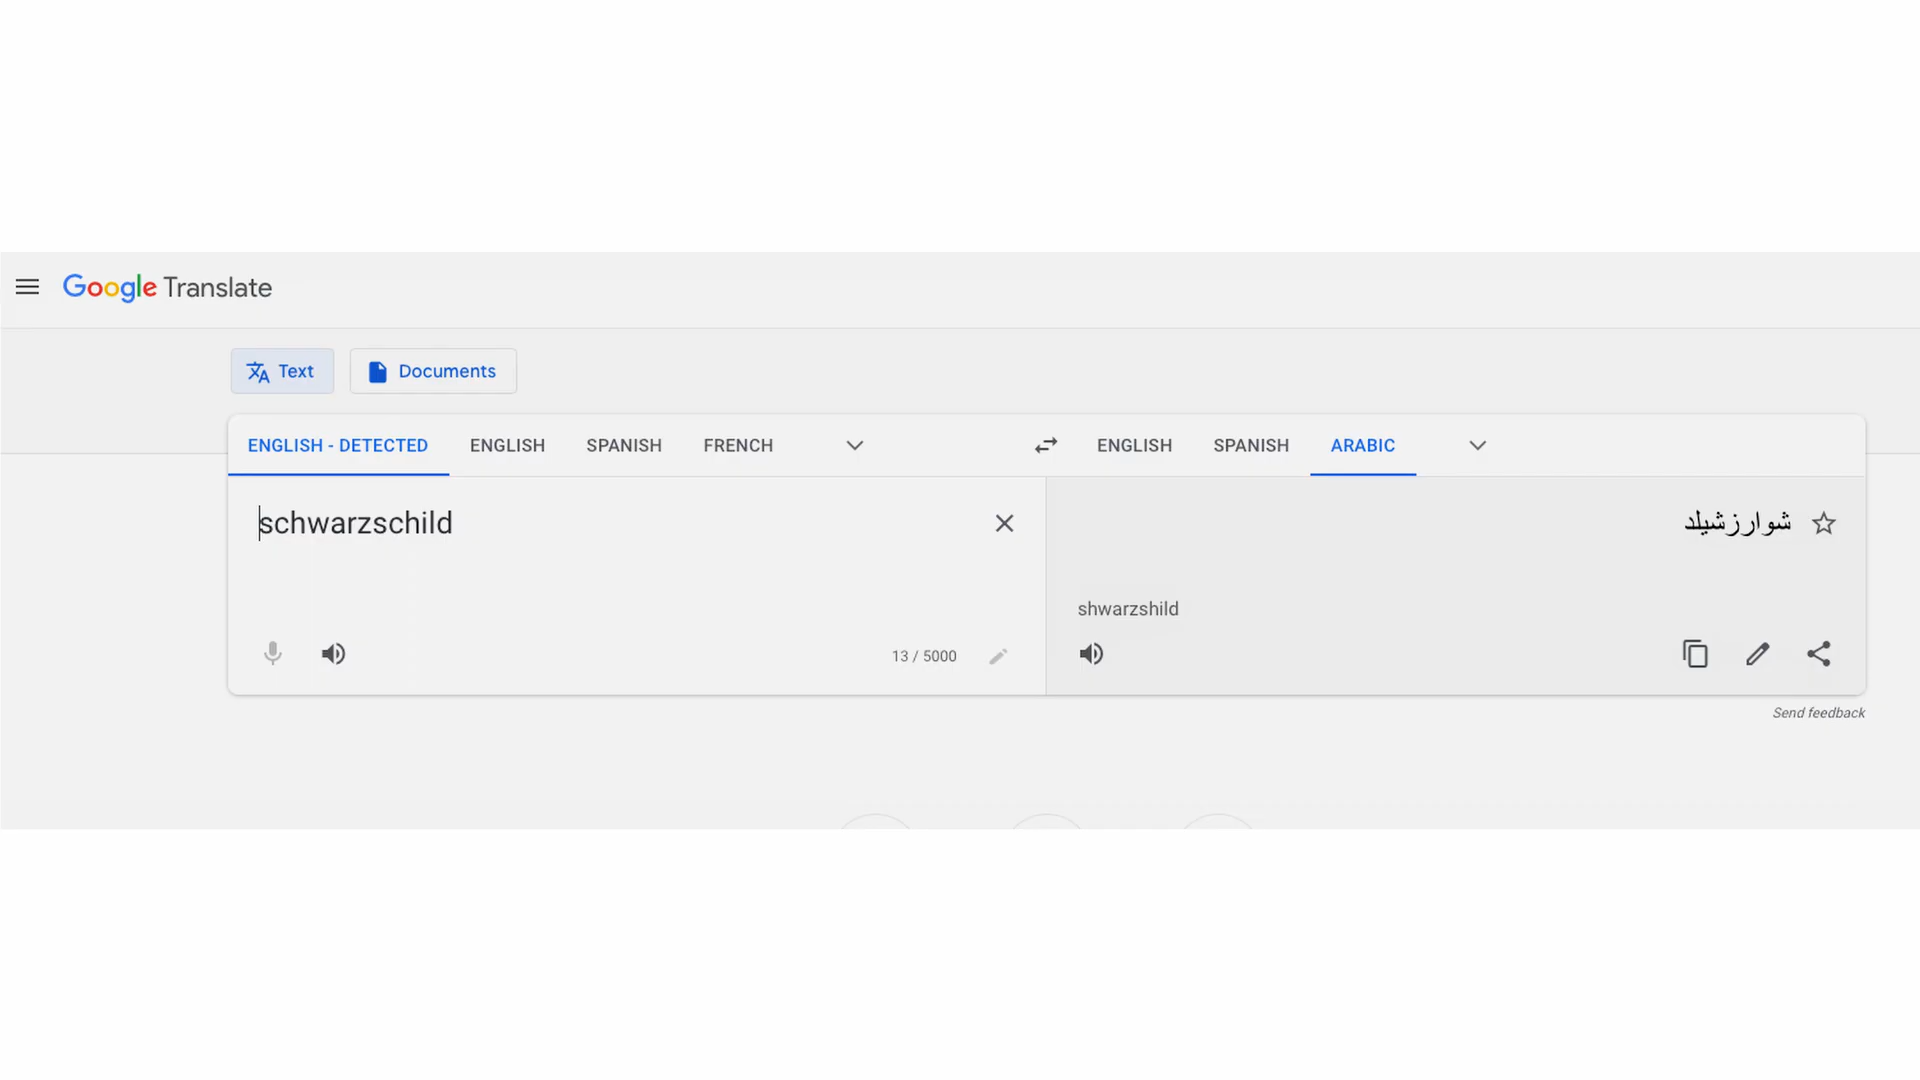 Google Translate
Text Documents
ENGLISH - DETECTED ENGLISH SPANISH FRENCH ENGLISH SPANISH ARABIC
schwarzschild
شوارزشيلد
shwarzshild
13 / 5000
Send feedback